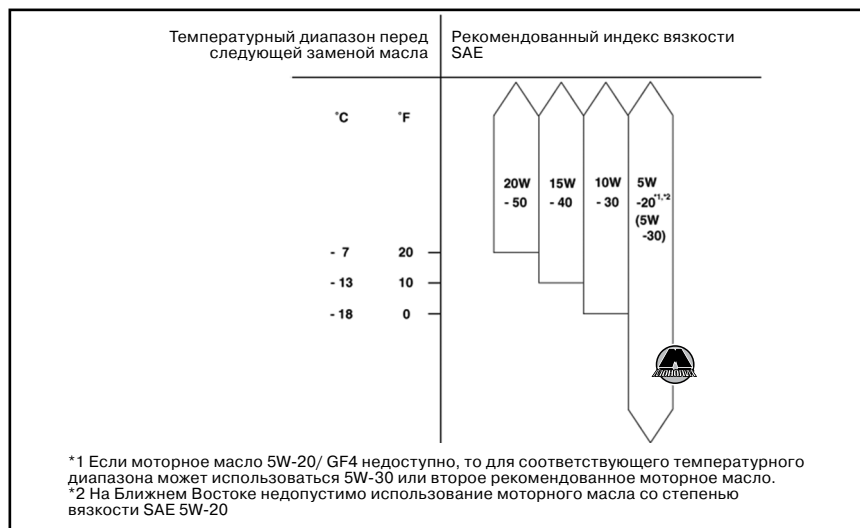 Температурный диапазон перед
следующей заменой масла
Рекомендованный индекс вязкости
SAE
˚C ˚F
20W
- 50
15W
- 40
10W
- 30
5W
-20*1,*2
(5W
-30)
- 7 20
- 13 10
- 18 0
*1 Если моторное масло 5W-20/ GF4 недоступно, то для соответствующего температурного
диапазона может использоваться 5W-30 или второе рекомендованное моторное масло.
*2 На Ближнем Востоке недопустимо использование моторного масла со степенью
вязкости SAE 5W-20